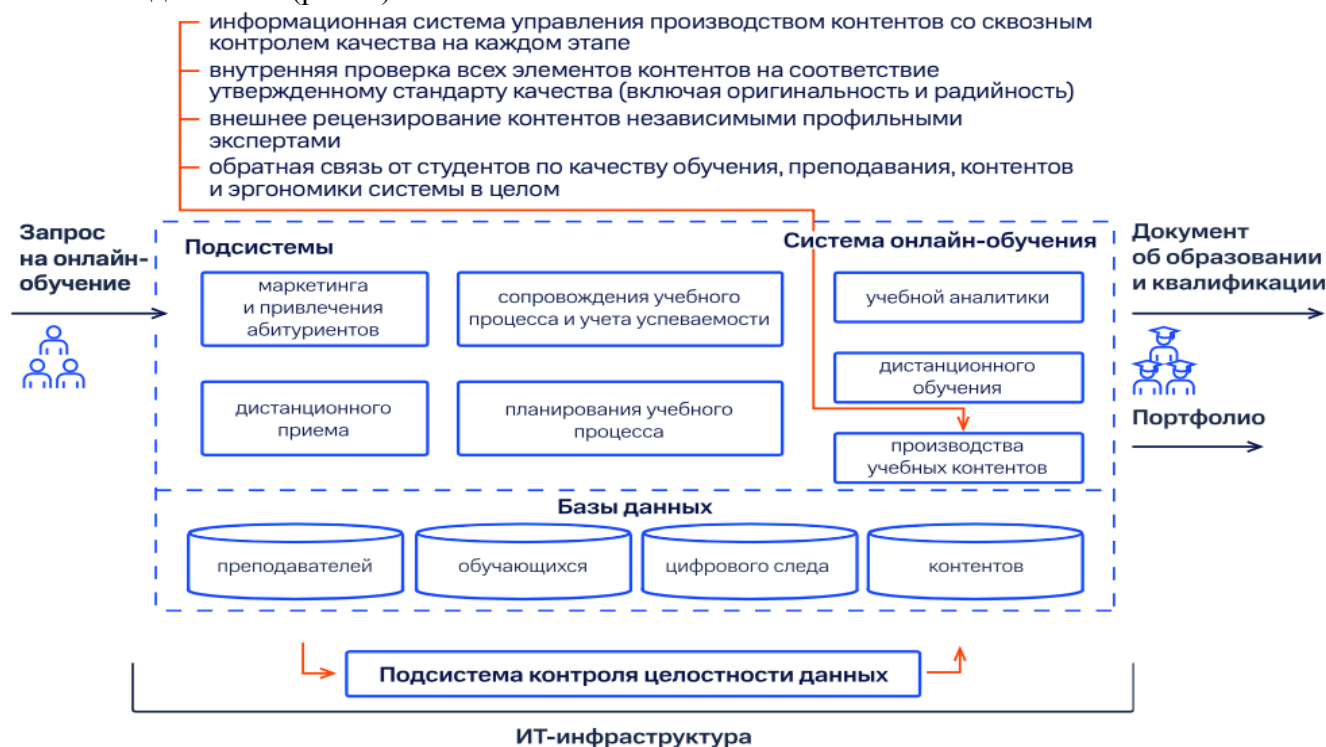 информационная система управления производством контентов со сквозным
контролем качества на каждом этапе
внутренняя проверка всех элементов контентов на соответствие
утвержденному стандарту качества (включая оригинальность и радийность)
внешнее рецензирование контентов независимыми профильными
экспертами
обратная связь от студентов по качеству обучения, преподавания, контентов
и эргономики системы в целом
Запрос
на онлайн-
обучение
Подсистемы
Система онлайн-обучения
маркетинга
и привлечения
абитуриентов
сопровождения учебного
процесса и учета успеваемости
учебной аналитики
дистанционного
приема
планирования учебного
процесса
дистанционного
обучения
производства
учебных контентов
Документ
об образовании
и квалификации
Портфолио
Базы данных
преподавателей
обучающихся
цифрового следа
контентов
Подсистема контроля целостности данных
ИТ-инфраструктура